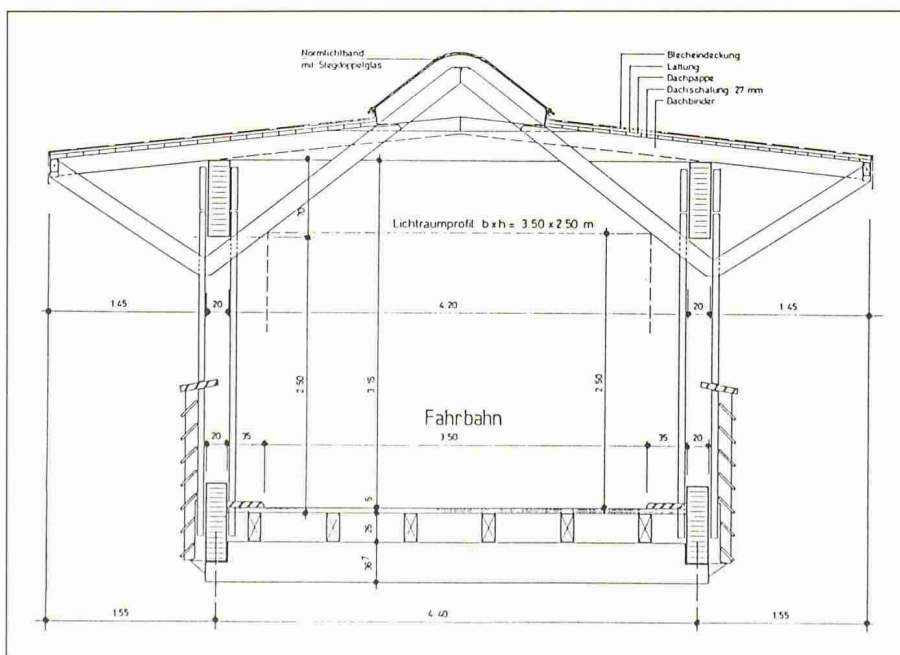 Normlichtband
mit Stegdoppelglas
Blecheindeckung
Lattung
Dachpappe
Dachschalung 27 mm
Dachbinder
70
Lichtraumprofil b x h = 3.50 x 2.50 m
1.45
20
4.20
20
1.45
2.50
3.15
2.50
Fahrbahn
20
35
3.50
35
20
5
26
1.55
4.40
1.55